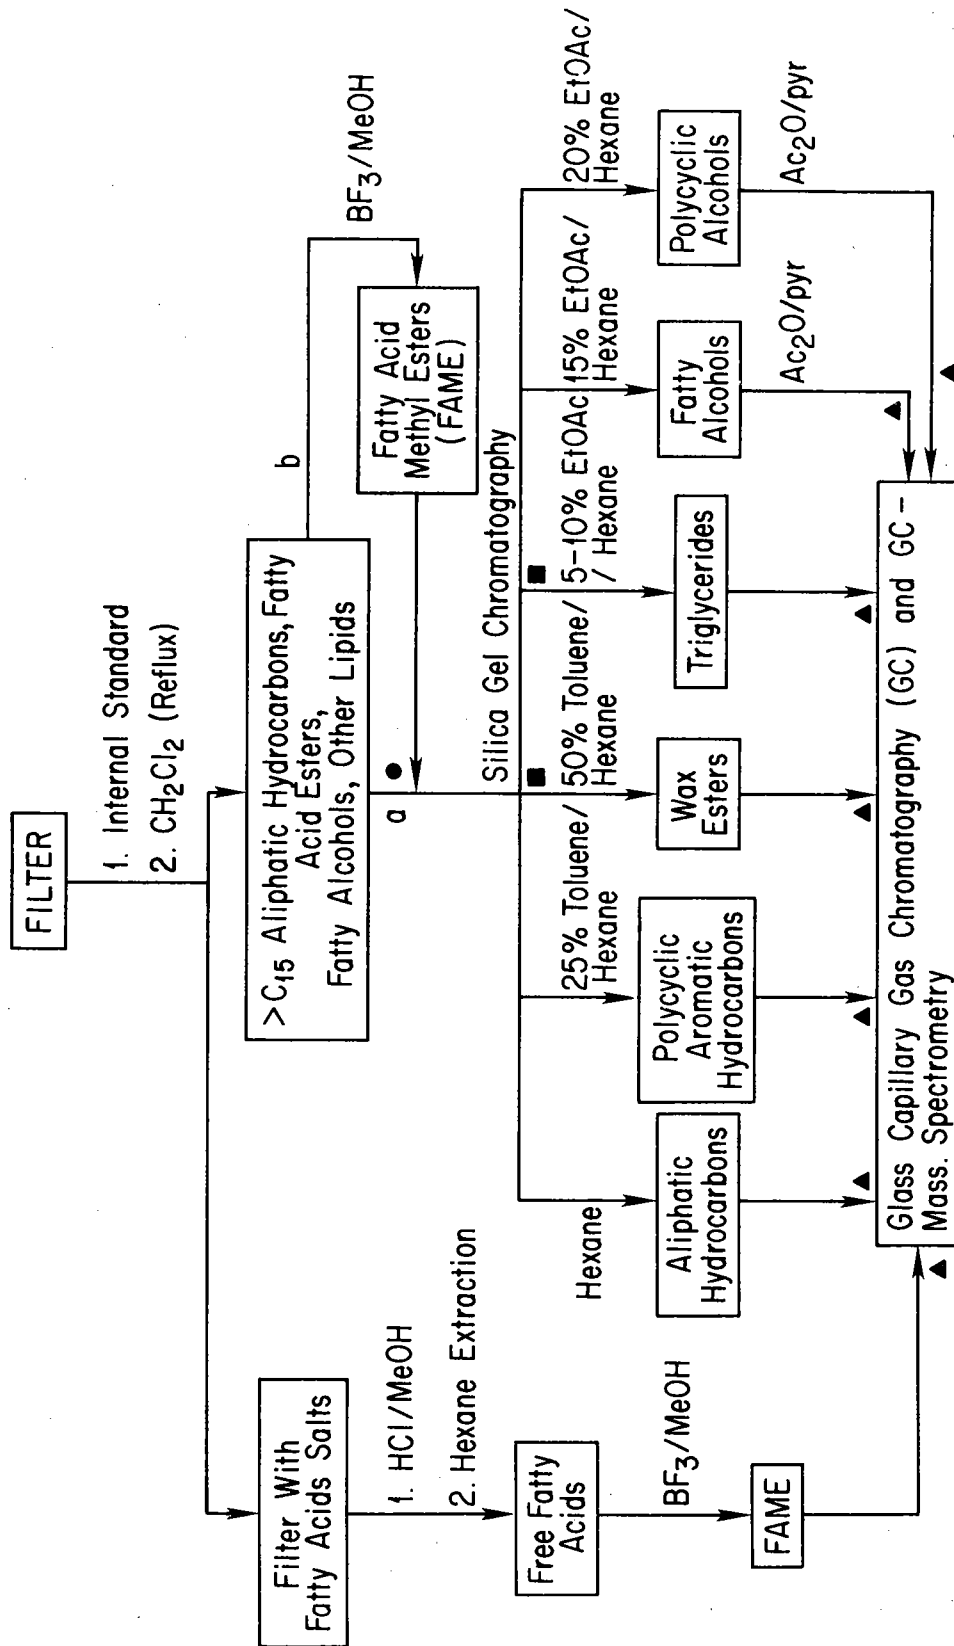 FILTER
1. Internal Standard
2. CH2Cl2 (Reflux)
Filter With
Fatty Acids Salts
>C15 Aliphatic Hydrocarbons, Fatty
Acid Esters,
Fatty Alcohols, Other Lipids
b
BF3/MeOH
1. HCl/MeOH
2. Hexane Extraction
a
Fatty Acid
Methyl Esters
(FAME)
Silica Gel Chromatography
Free Fatty
Acids
Hexane
25% Toluene/
Hexane
50% Toluene/
Hexane
5-10% EtOAc
/ Hexane
15% EtOAc/
Hexane
20% EtOAc/
Hexane
BF3/MeOH
Aliphatic
Hydrocarbons
Polycyclic
Aromatic
Hydrocarbons
Wax
Esters
Triglycerides
Fatty
Alcohols
Polycyclic
Alcohols
FAME
Ac2O/pyr
Ac2O/pyr
Glass Capillary Gas Chromatography (GC) and GC-
Mass. Spectrometry